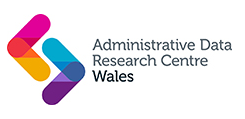 Administrative Data
Research Centre
Wales